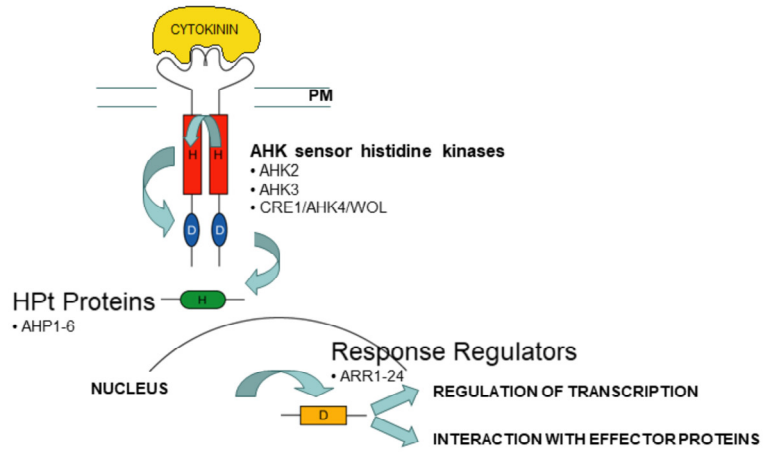 CYTOKININ
PM
H H
AHK sensor histidine kinases
• AHK2
• AHK3
• CRE1/AHK4/WOL
D D
HPt Proteins
H
• AHP1-6
Response Regulators
• ARR1-24
NUCLEUS
REGULATION OF TRANSCRIPTION
D
INTERACTION WITH EFFECTOR PROTEINS